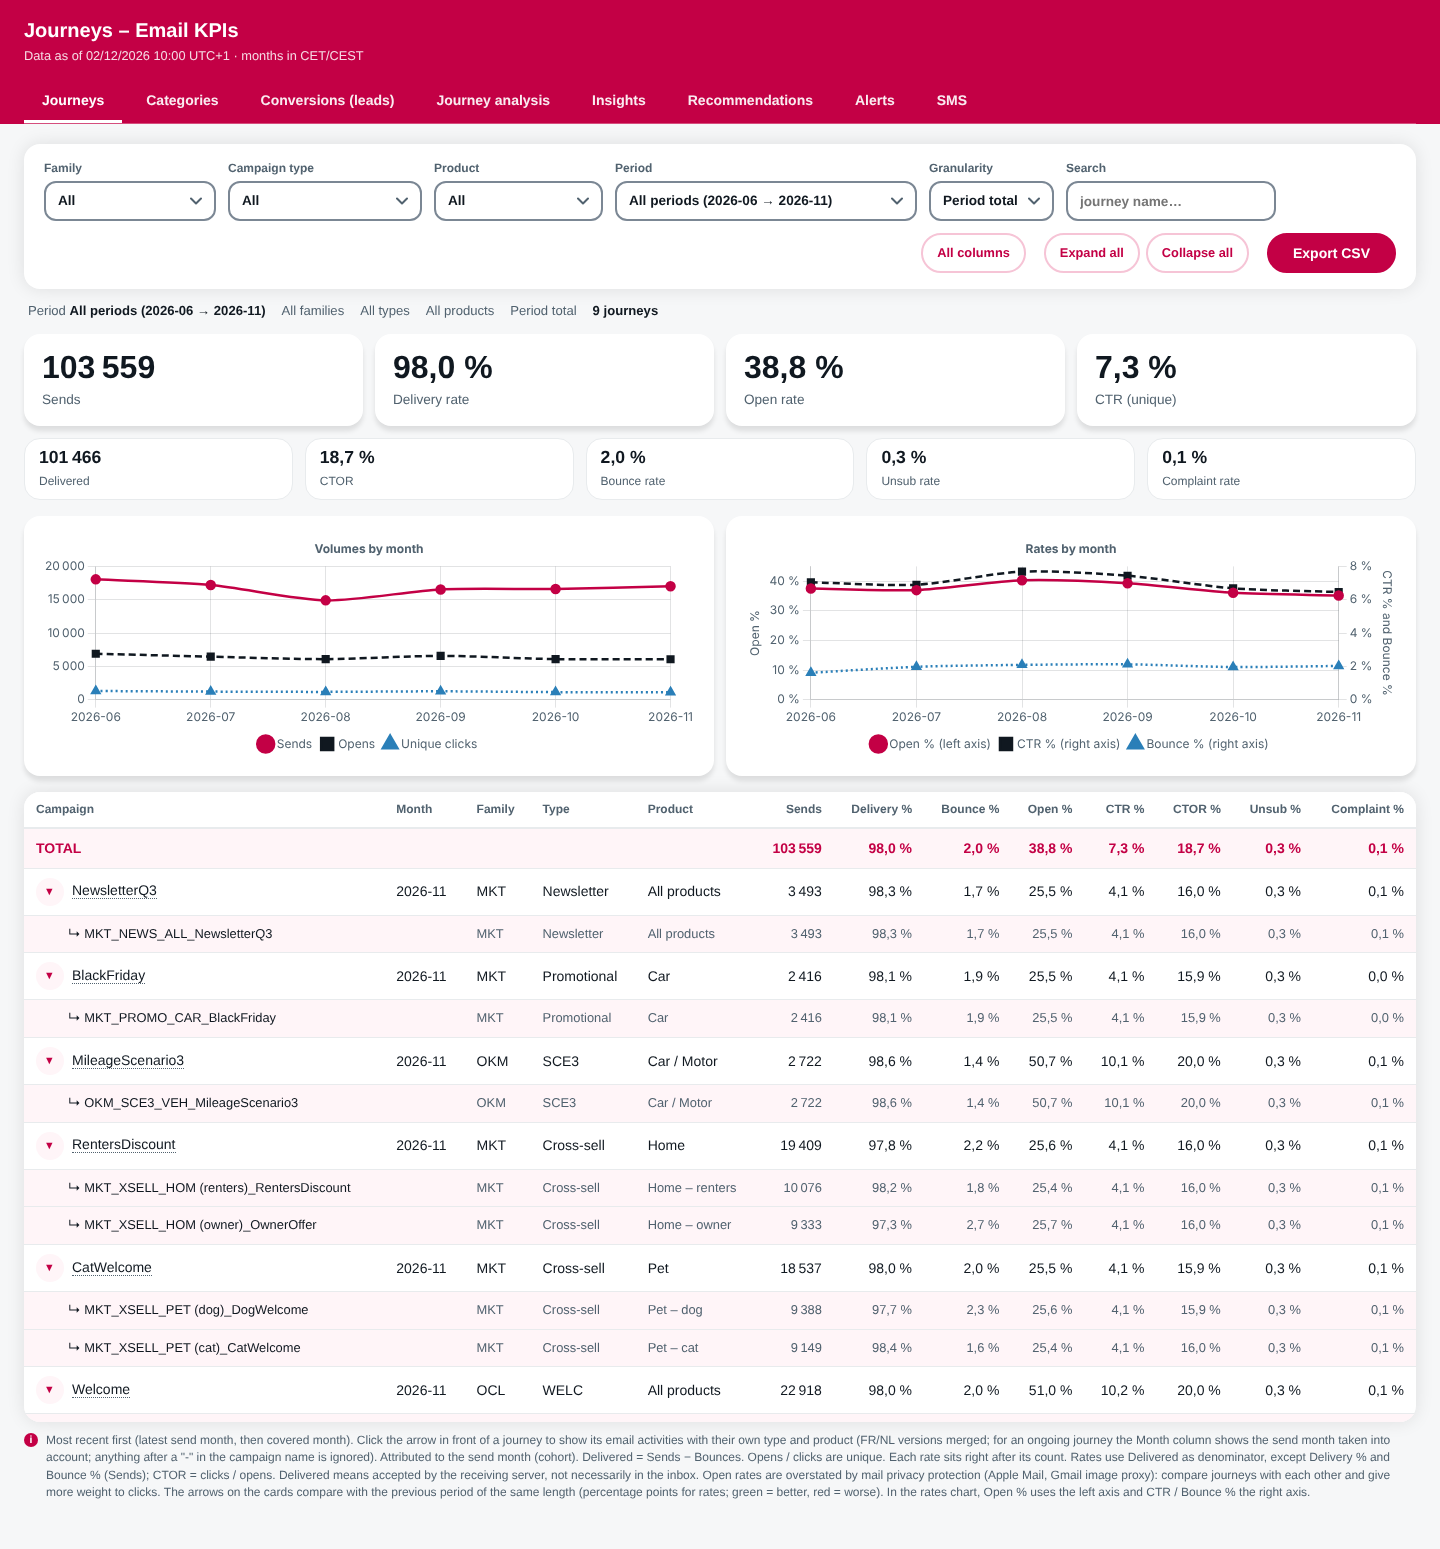 Journeys – Email KPIs
Data as of 02/12/2026 10:00 UTC+1 · months in CET/CEST
Journeys Categories Conversions (leads) Journey analysis Insights Recommendations Alerts SMS
Family Campaign type Product Period Granularity Search
All All All All periods (2026-06 → 2026-11) Period total journey name…
All columns Expand all Collapse all Export CSV
Period All periods (2026-06 → 2026-11) All families All types All products Period total 9 journeys
103 559 98,0 % 38,8 % 7,3 %
Sends Delivery rate Open rate CTR (unique)
101 466 18,7 % 2,0 % 0,3 % 0,1 %
Delivered CTOR Bounce rate Unsub rate Complaint rate
Volumes by month
20 000
15 000
10 000
5 000
0
2026-06 2026-07 2026-08 2026-09 2026-10 2026-11
Sends Opens Unique clicks
Rates by month
Open %
40 %
30 %
20 %
10 %
0 %
8 %
6 %
4 %
2 %
0 %
CTR % and Bounce %
2026-06 2026-07 2026-08 2026-09 2026-10 2026-11
Open % (left axis) CTR % (right axis) Bounce % (right axis)
Campaign Month Family Type Product Sends Delivery % Bounce % Open % CTR % CTOR % Unsub % Complaint %
TOTAL 103 559 98,0 % 2,0 % 38,8 % 7,3 % 18,7 % 0,3 % 0,1 %
▼ NewsletterQ3 2026-11 MKT Newsletter All products 3 493 98,3 % 1,7 % 25,5 % 4,1 % 16,0 % 0,3 % 0,1 %
↳ MKT_NEWS_ALL_NewsletterQ3 MKT Newsletter All products 3 493 98,3 % 1,7 % 25,5 % 4,1 % 16,0 % 0,3 % 0,1 %
▼ BlackFriday 2026-11 MKT Promotional Car 2 416 98,1 % 1,9 % 25,5 % 4,1 % 15,9 % 0,3 % 0,0 %
↳ MKT_PROMO_CAR_BlackFriday MKT Promotional Car 2 416 98,1 % 1,9 % 25,5 % 4,1 % 15,9 % 0,3 % 0,0 %
▼ MileageScenario3 2026-11 OKM SCE3 Car / Motor 2 722 98,6 % 1,4 % 50,7 % 10,1 % 20,0 % 0,3 % 0,1 %
↳ OKM_SCE3_VEH_MileageScenario3 OKM SCE3 Car / Motor 2 722 98,6 % 1,4 % 50,7 % 10,1 % 20,0 % 0,3 % 0,1 %
▼ RentersDiscount 2026-11 MKT Cross-sell Home 19 409 97,8 % 2,2 % 25,6 % 4,1 % 16,0 % 0,3 % 0,1 %
↳ MKT_XSELL_HOM (renters)_RentersDiscount MKT Cross-sell Home – renters 10 076 98,2 % 1,8 % 25,4 % 4,1 % 16,0 % 0,3 % 0,1 %
↳ MKT_XSELL_HOM (owner)_OwnerOffer MKT Cross-sell Home – owner 9 333 97,3 % 2,7 % 25,7 % 4,1 % 16,0 % 0,3 % 0,1 %
▼ CatWelcome 2026-11 MKT Cross-sell Pet 18 537 98,0 % 2,0 % 25,5 % 4,1 % 15,9 % 0,3 % 0,1 %
↳ MKT_XSELL_PET (dog)_DogWelcome MKT Cross-sell Pet – dog 9 388 97,7 % 2,3 % 25,6 % 4,1 % 15,9 % 0,3 % 0,1 %
↳ MKT_XSELL_PET (cat)_CatWelcome MKT Cross-sell Pet – cat 9 149 98,4 % 1,6 % 25,4 % 4,1 % 16,0 % 0,3 % 0,1 %
▼ Welcome 2026-11 OCL WELC All products 22 918 98,0 % 2,0 % 51,0 % 10,2 % 20,0 % 0,3 % 0,1 %
i Most recent first (latest send month, then covered month). Click the arrow in front of a journey to show its email activities with their own type and product (FR/NL versions merged; for an ongoing journey the Month column shows the send month taken into
account; anything after a "-" in the campaign name is ignored). Attributed to the send month (cohort). Delivered = Sends − Bounces. Opens / clicks are unique. Each rate sits right after its count. Rates use Delivered as denominator, except Delivery % and
Bounce % (Sends); CTOR = clicks / opens. Delivered means accepted by the receiving server, not necessarily in the inbox. Open rates are overstated by mail privacy protection (Apple Mail, Gmail image proxy): compare journeys with each other and give
more weight to clicks. The arrows on the cards compare with the previous period of the same length (percentage points for rates; green = better, red = worse). In the rates chart, Open % uses the left axis and CTR / Bounce % the right axis.